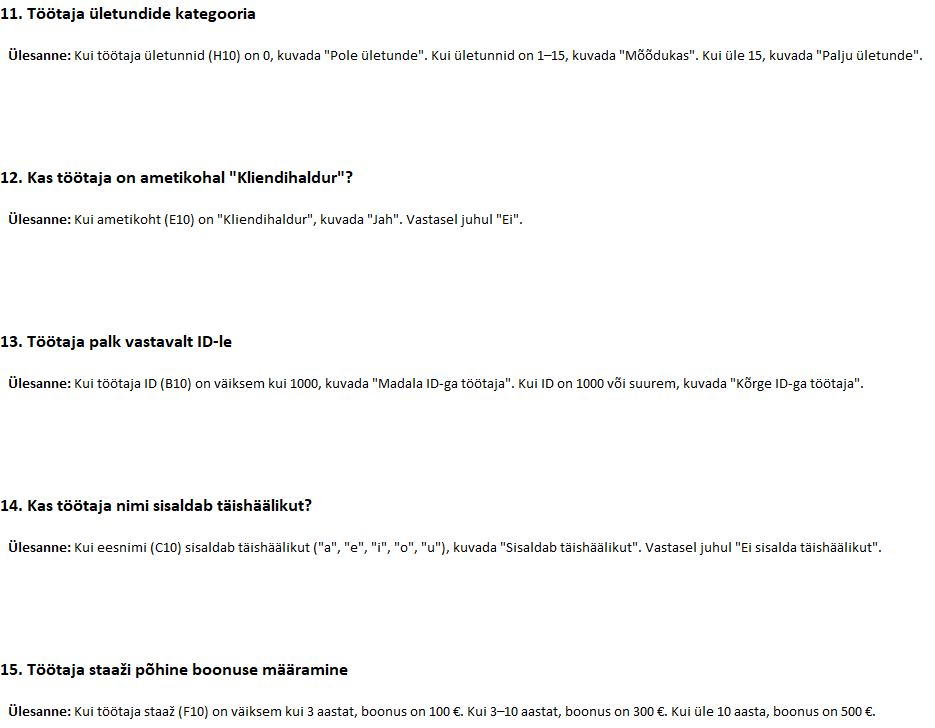 11. Töötaja ületundide kategooria
Ülesanne: Kui töötaja ületunnid (H10) on 0, kuvada "Pole ületunde". Kui ületunnid on 1–15, kuvada "Mõõdukas". Kui üle 15, kuvada "Palju ületunde".
12. Kas töötaja on ametikohal "Kliendihaldur"?
Ülesanne: Kui ametikoht (E10) on "Kliendihaldur", kuvada "Jah". Vastasel juhul "Ei".
13. Töötaja palk vastavalt ID-le
Ülesanne: Kui töötaja ID (B10) on väiksem kui 1000, kuvada "Madala ID-ga töötaja". Kui ID on 1000 või suurem, kuvada "Kõrge ID-ga töötaja".
14. Kas töötaja nimi sisaldab täishäälikut?
Ülesanne: Kui eesnimi (C10) sisaldab täishäälikut ("a", "e", "i", "o", "u"), kuvada "Sisaldab täishäälikut". Vastasel juhul "Ei sisalda täishäälikut".
15. Töötaja staaži põhine boonuse määramine
Ülesanne: Kui töötaja staaž (F10) on väiksem kui 3 aastat, boonus on 100 €. Kui 3–10 aastat, boonus on 300 €. Kui üle 10 aasta, boonus on 500 €.